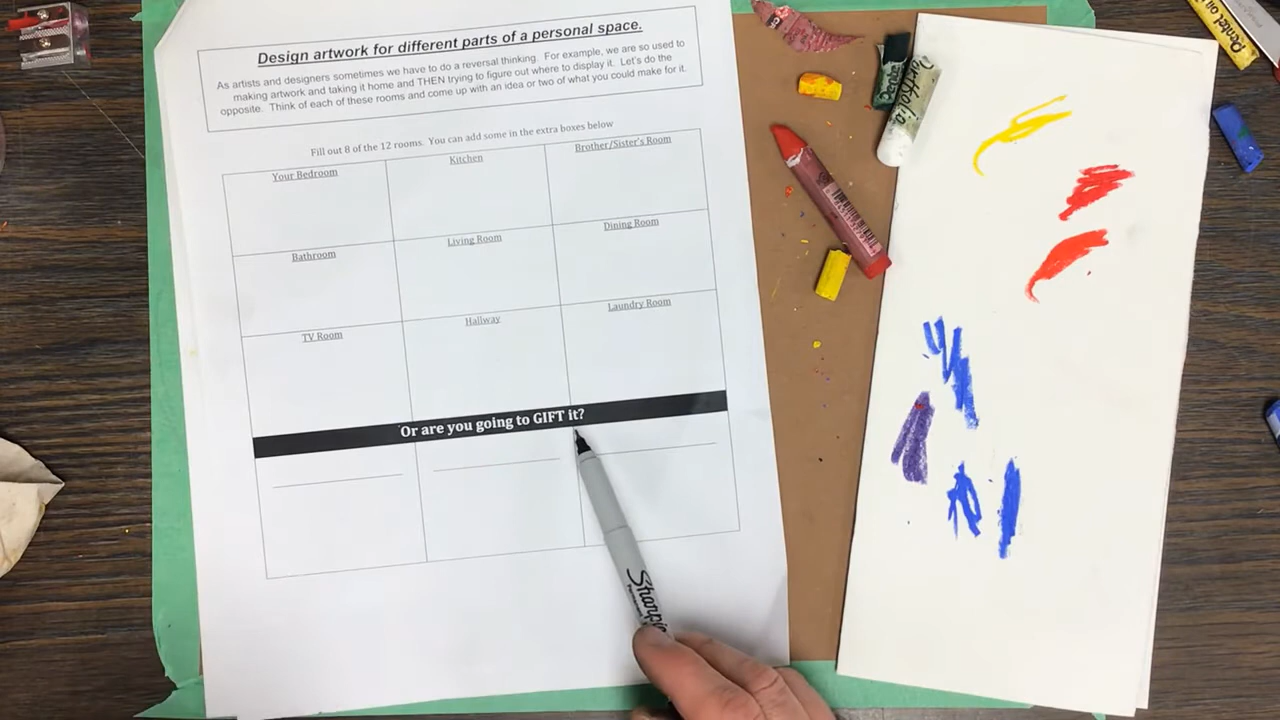 Design artwork for different parts of a personal space.
As artists and designers sometimes we have to do a reversal thinking. For example, we are so used to
making artwork and taking it home and THEN trying to figure out where to display it. Let's do the
opposite. Think of each of these rooms and come up with an idea or two of what you could make for it.
Fill out 8 of the 12 rooms. You can add some in the extra boxes below
Your Bedroom
Kitchen
Brother/Sister's Room
Bathroom
Living Room
Dining Room
TV Room
Hallway
Laundry Room
Or are you going to GIFT it?
Sharpie
Portfolio
Pentel